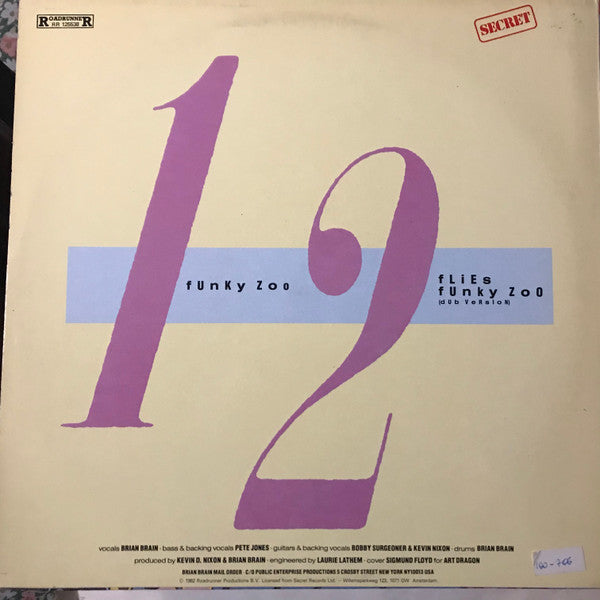 ROADRUNNER
RR 125538
SECRET
12
fUnKy Zoo
fLiEs
fUnky ZoO
(dUb VeRsIoN)
vocals BRIAN BRAIN · bass & backing vocals PETE JONES · guitars & backing vocals BOBBY SURGEONER & KEVIN NIXON · drums BRIAN BRAIN
produced by KEVIN D. NIXON & BRIAN BRAIN · engineered by LAURIE LATHEM · cover SIGMUND FLOYD for ART DRAGON
BRIAN BRAIN MAIL ORDER · C/O PUBLIC ENTERPRISE PRODUCTIONS 5 CROSBY STREET NEW YORK NY10013 USA
© 1982 Roadrunner Productions B.V. Licensed from Secret Records Ltd. — Willemsparkweg 123, 1071 GW Amsterdam.